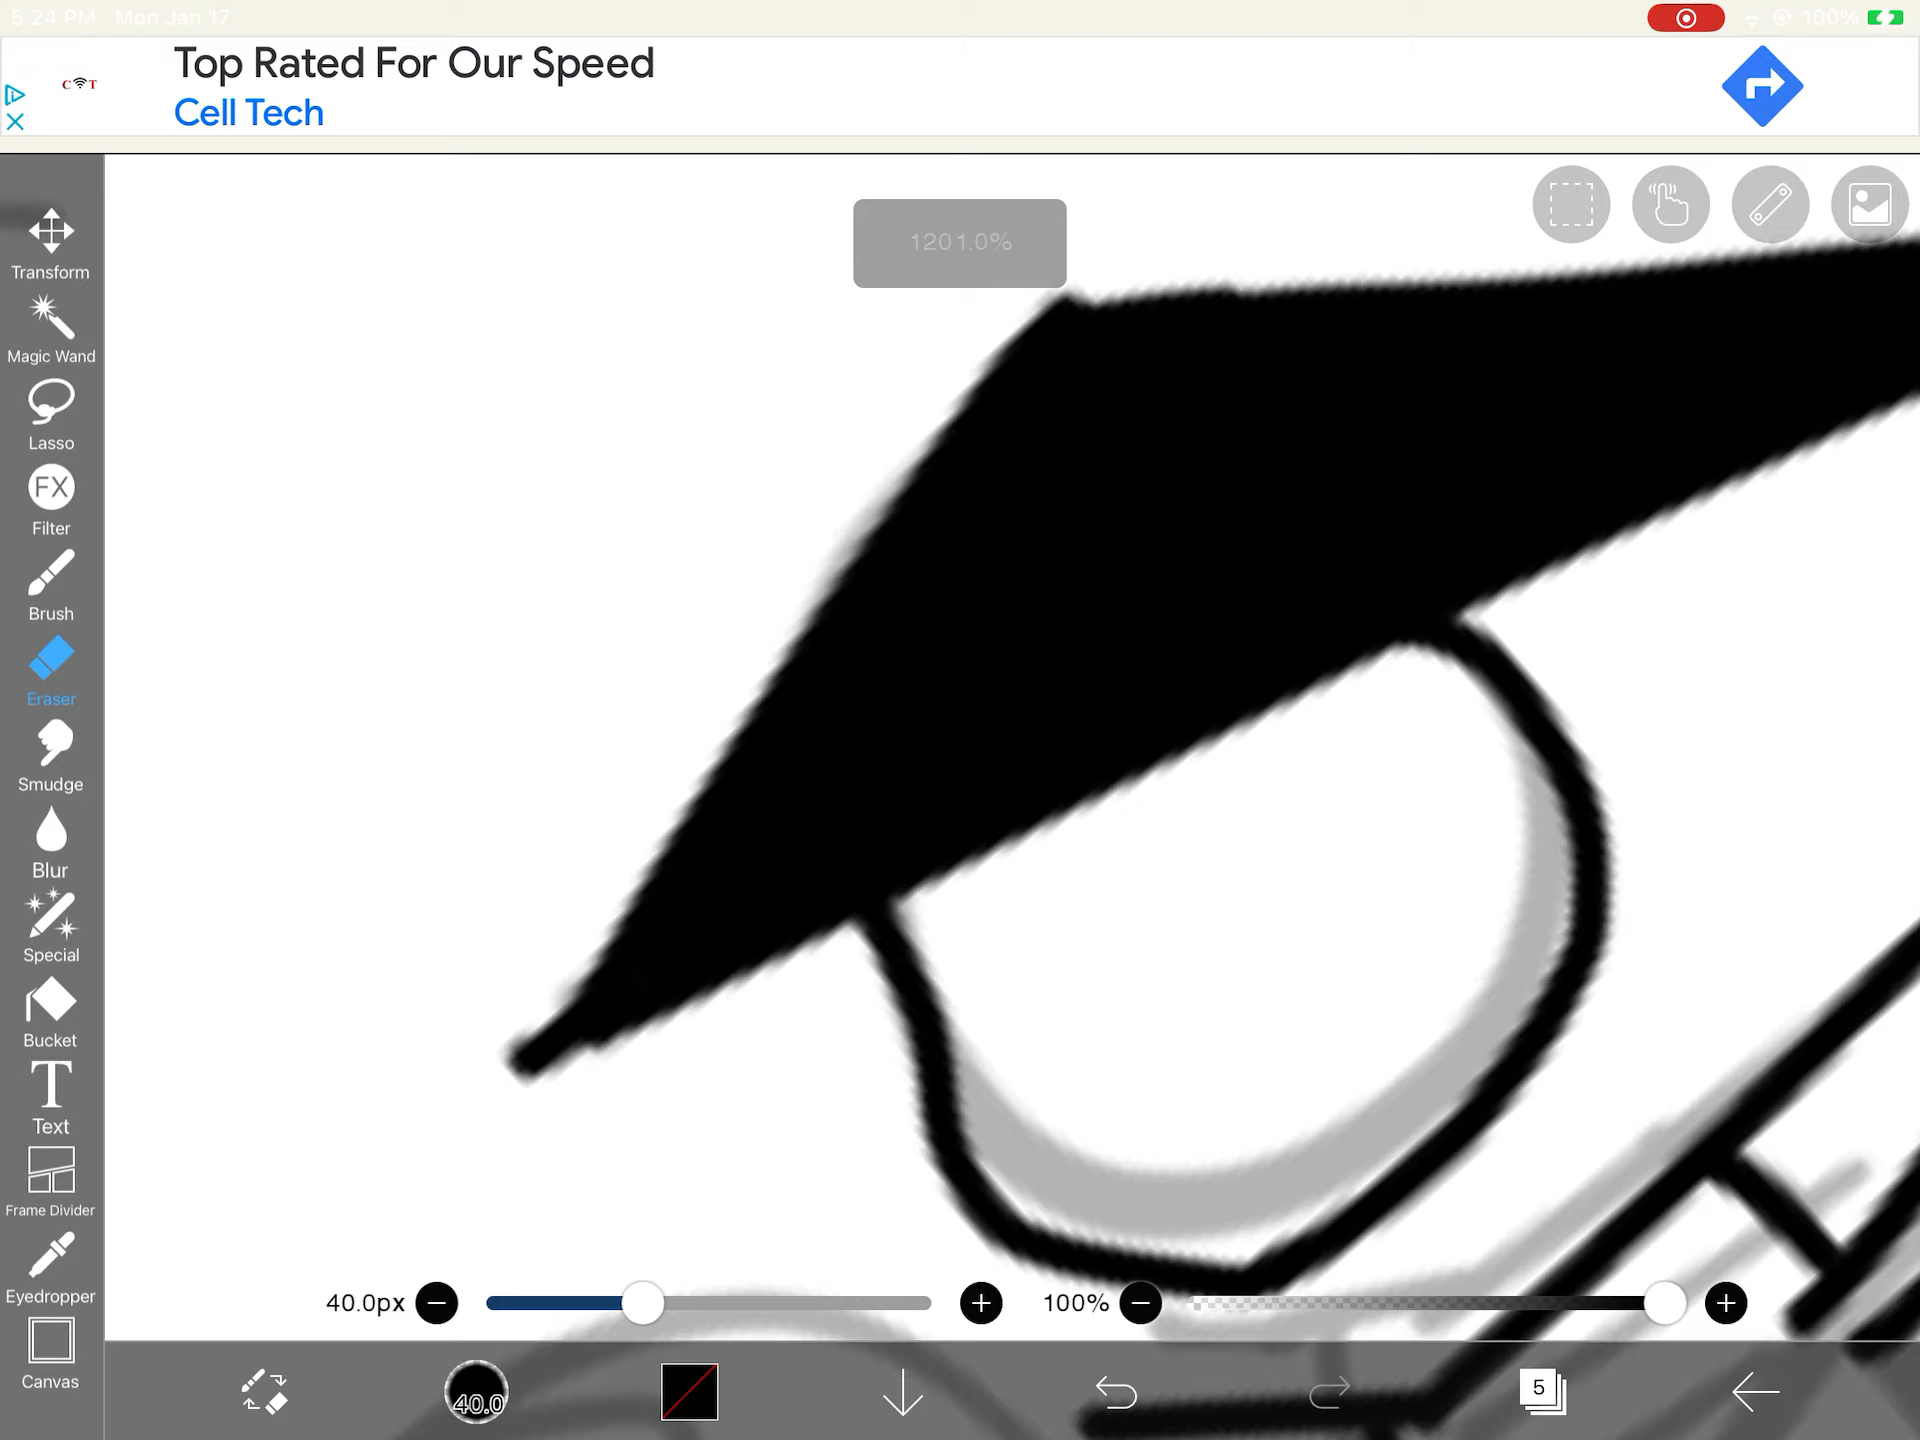 5:24 PM Mon Jan 17
100%
Top Rated For Our Speed
C T
Cell Tech
1201.0%
Transform
Magic Wand
Lasso
FX
Filter
Brush
Eraser
Smudge
Blur
Special
Bucket
T
Text
Frame Divider
Eyedropper
Canvas
40.0px
100%
40.0
5